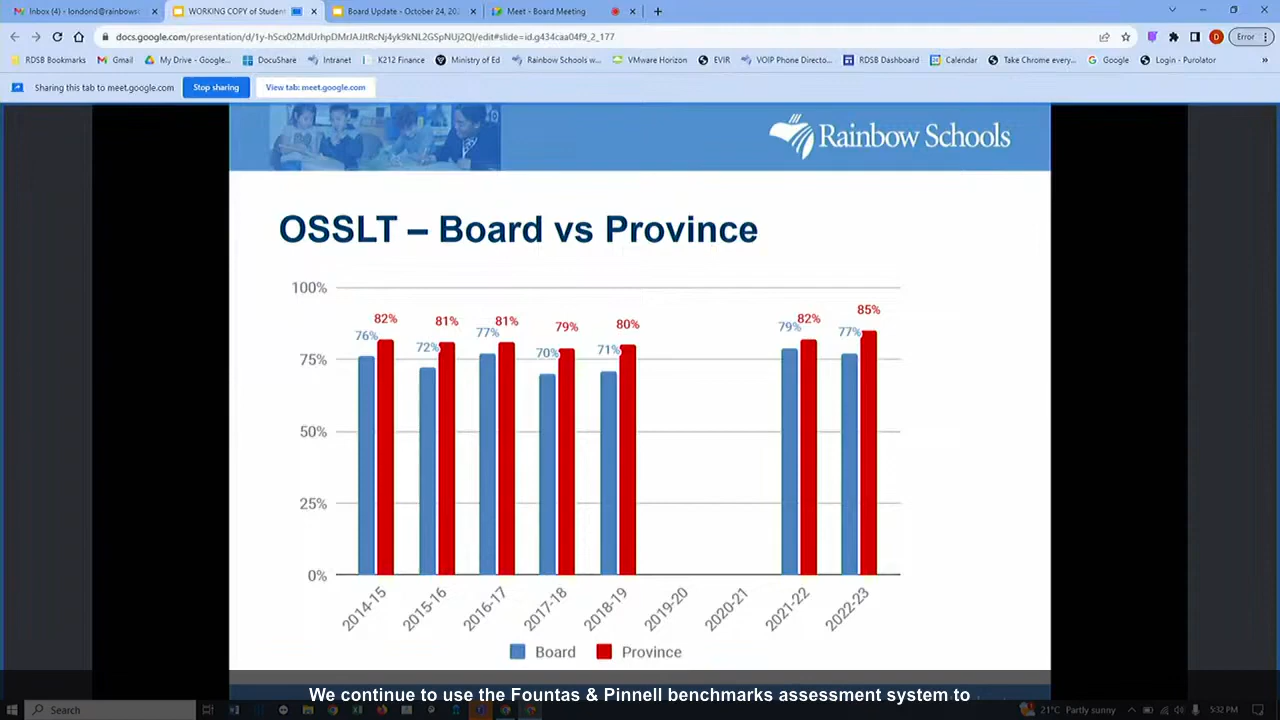 Inbox (4) - londond@rainbows
WORKING COPY of Student
Board Update - October 24, 202
Meet - Board Meeting
docs.google.com/presentation/d/1y-hScx02MdUrhpDMrJAJJtRcNj4yk9kNL2GSpNUj2QI/edit#slide=id.g434caa04f9_2_177
Error
RDSB Bookmarks
Gmail
My Drive - Google...
DocuShare
Intranet
K212 Finance
Ministry of Ed
Rainbow Schools w...
VMware Horizon
EVIR
VOIP Phone Directo...
RDSB Dashboard
Calendar
Take Chrome every...
Google
Login - Purolator
Sharing this tab to meet.google.com
Stop sharing
View tab: meet.google.com
Rainbow Schools
OSSLT – Board vs Province
100%
75%
50%
25%
0%
76% 82%
72% 81%
77% 81%
70% 79%
71% 80%
79% 82%
77% 85%
2014-15
2015-16
2016-17
2017-18
2018-19
2019-20
2020-21
2021-22
2022-23
Board
Province
We continue to use the Fountas & Pinnell benchmarks assessment system to
Search
21°C Partly sunny
5:32 PM